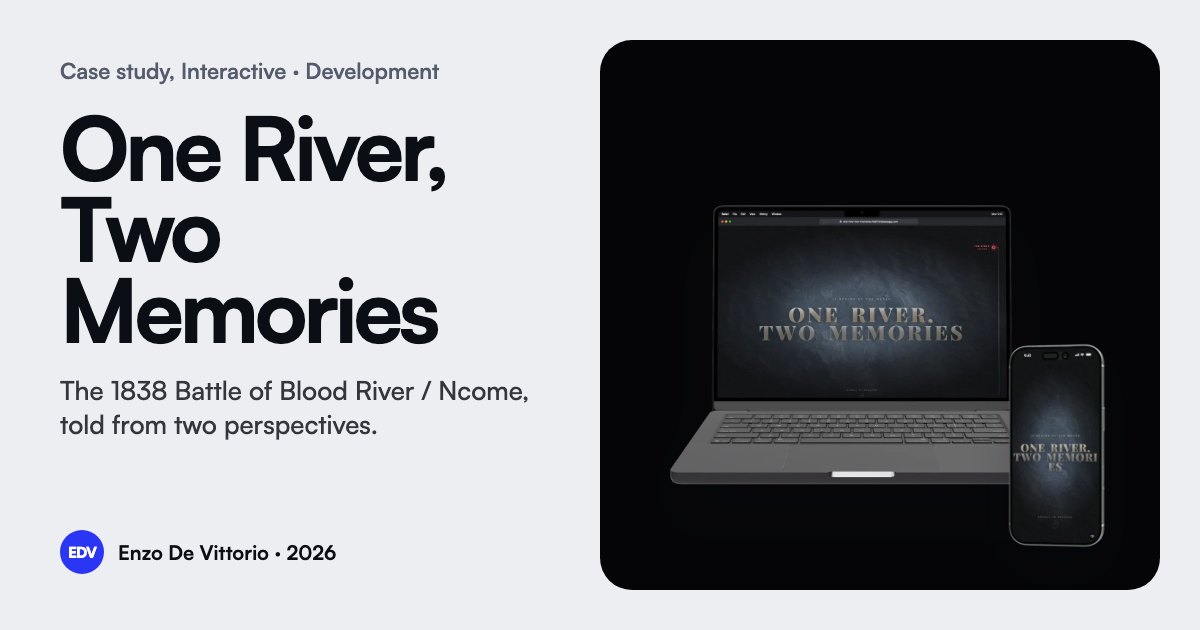 Case study, Interactive · Development
One River,
Two
Memories
The 1838 Battle of Blood River / Ncome,
told from two perspectives.
EDV
Enzo De Vittorio · 2026
ONE RIVER,
TWO MEMORIES
ONE RIVER,
TWO MEMORI
ES